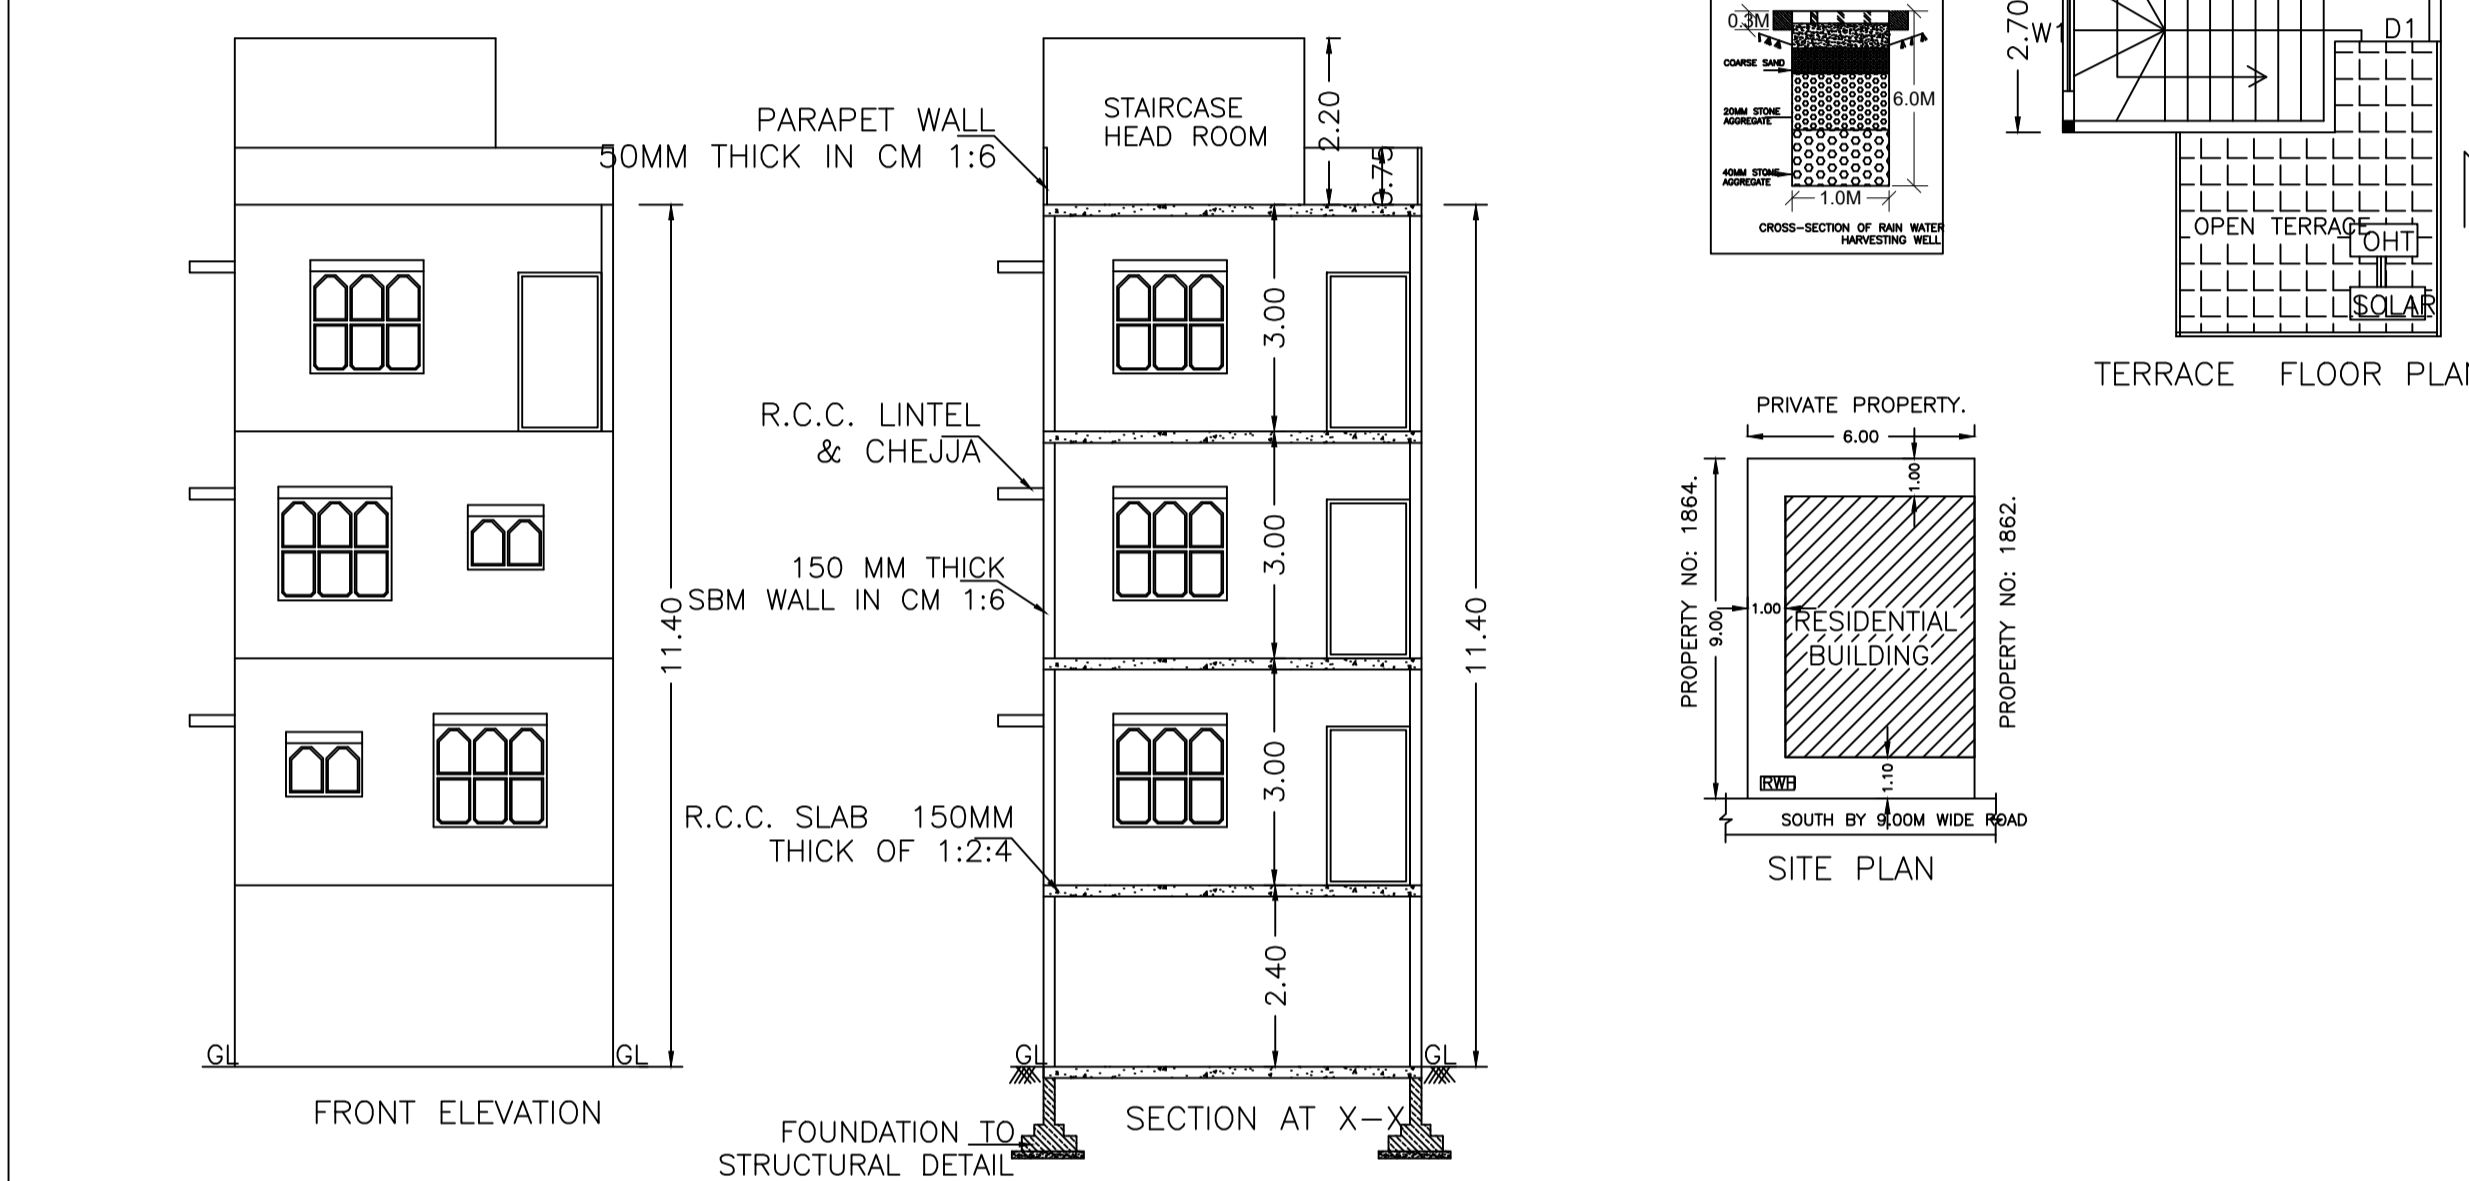 PARAPET WALL
50MM THICK IN CM 1:6
R.C.C. LINTEL
& CHEJJA
150 MM THICK
SBM WALL IN CM 1:6
R.C.C. SLAB 150MM
THICK OF 1:2:4
11.40
GL
GL
FRONT ELEVATION
STAIRCASE
HEAD ROOM
2.20
0.75
3.00
3.00
3.00
2.40
11.40
GL
GL
SECTION AT X-X
FOUNDATION TO
STRUCTURAL DETAIL
0.3M
COARSE SAND
20MM STONE
AGGREGATE
40MM STONE
AGGREGATE
6.0M
1.0M
CROSS-SECTION OF RAIN WATER
HARVESTING WELL
2.70
W1
D1
OPEN TERRACE
OHT
SOLAR
TERRACE FLOOR PLAN
PRIVATE PROPERTY.
6.00
1.00
PROPERTY NO: 1864.
9.00
1.00
RESIDENTIAL
BUILDING
PROPERTY NO: 1862.
1.10
RWH
SOUTH BY 9.00M WIDE ROAD
SITE PLAN